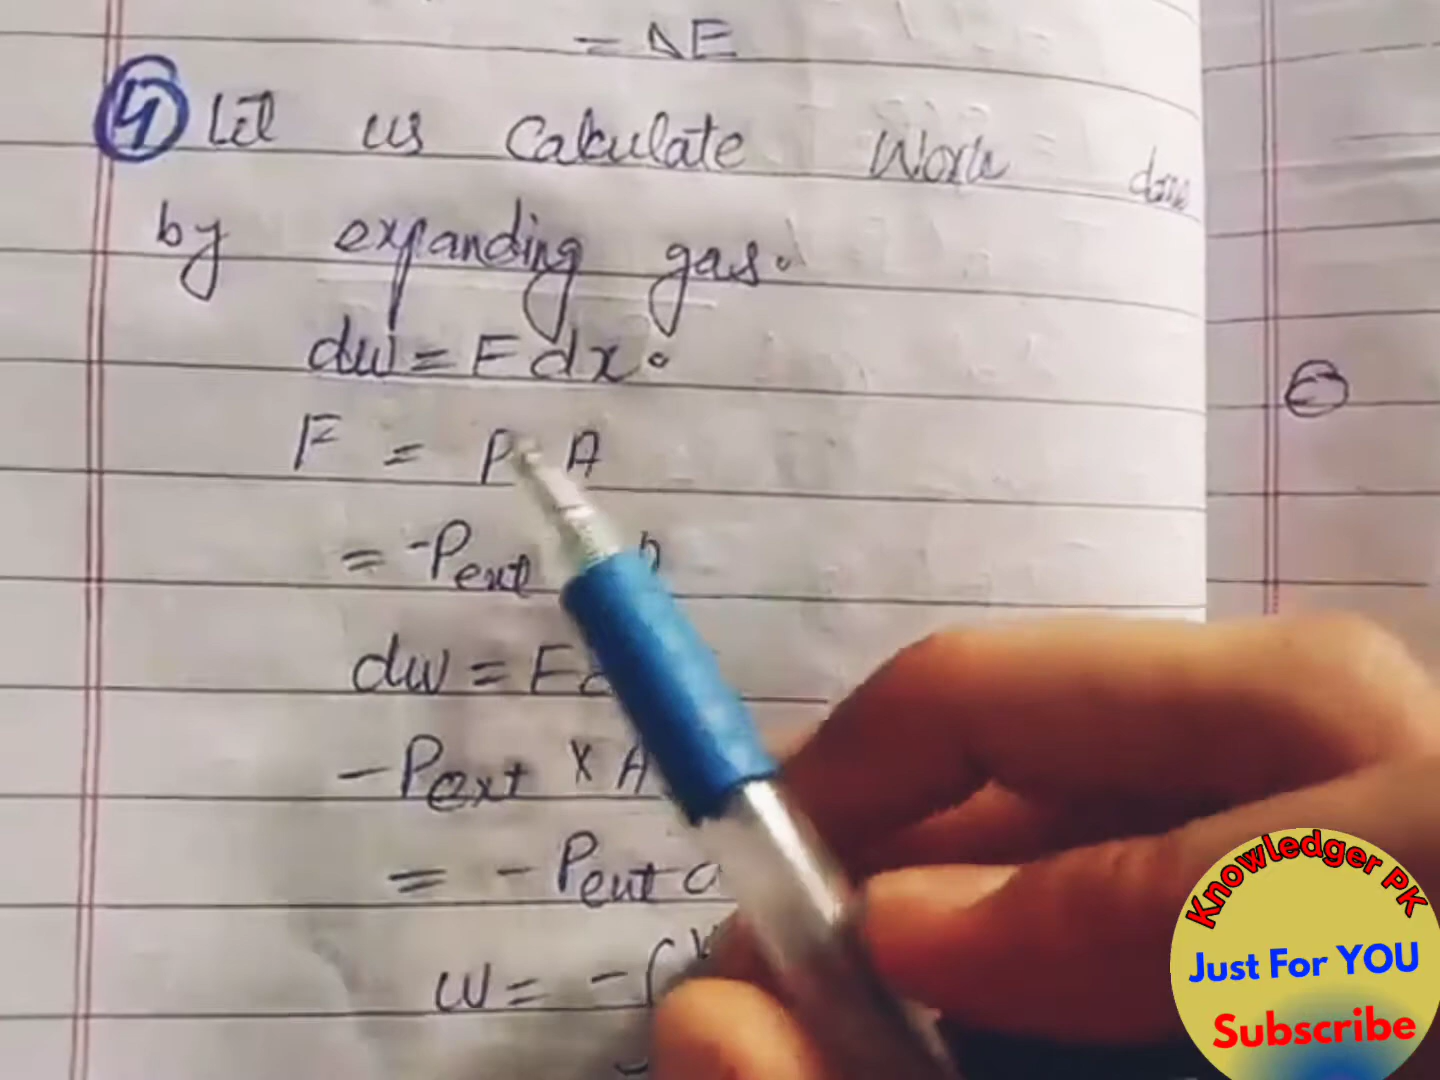 = ΔE
4 Let us Calculate Work done
by expanding gas.
dw = F dx.
F = P A
= -Pext
dw = F
-Pext x A
= - Pext
w = -∫
Knowledger PK
Just For YOU
Subscribe